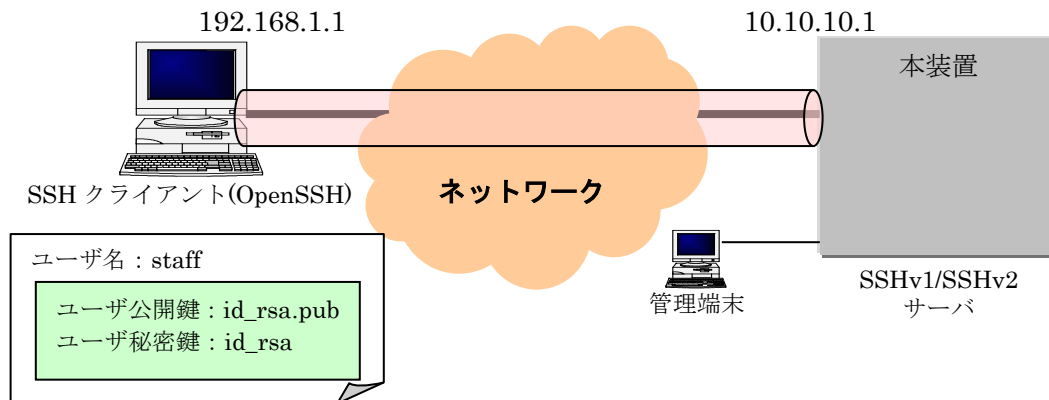 192.168.1.1
10.10.10.1
本装置
SSH クライアント(OpenSSH)
ネットワーク
ユーザ名:staff
ユーザ公開鍵:id_rsa.pub
ユーザ秘密鍵:id_rsa
管理端末
SSHv1/SSHv2
サーバ